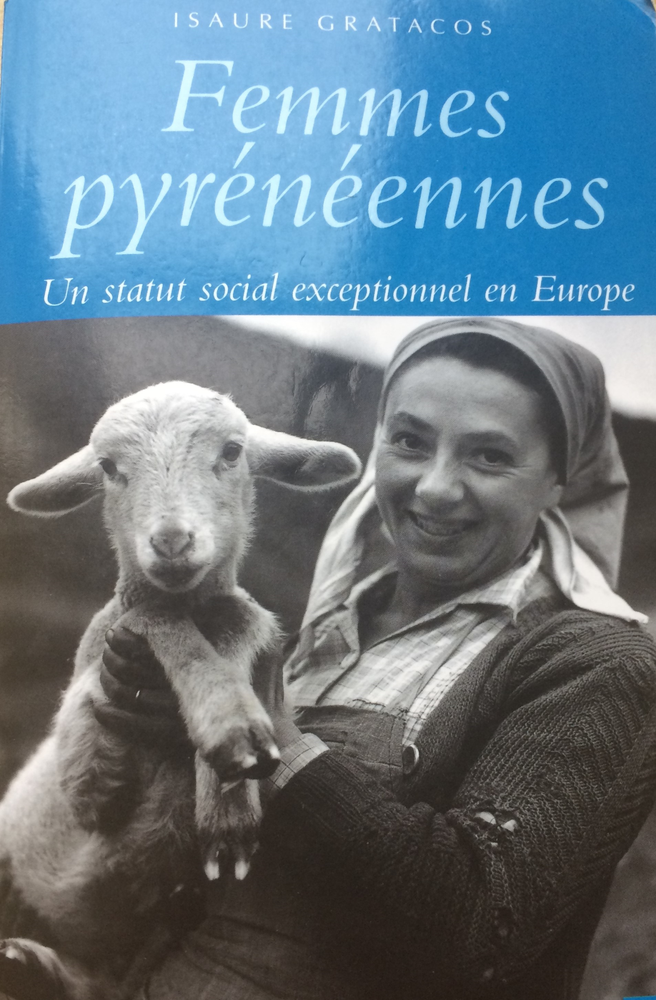 ISAURE GRATACOS
Femmes
pyrénéennes
Un statut social exceptionnel en Europe